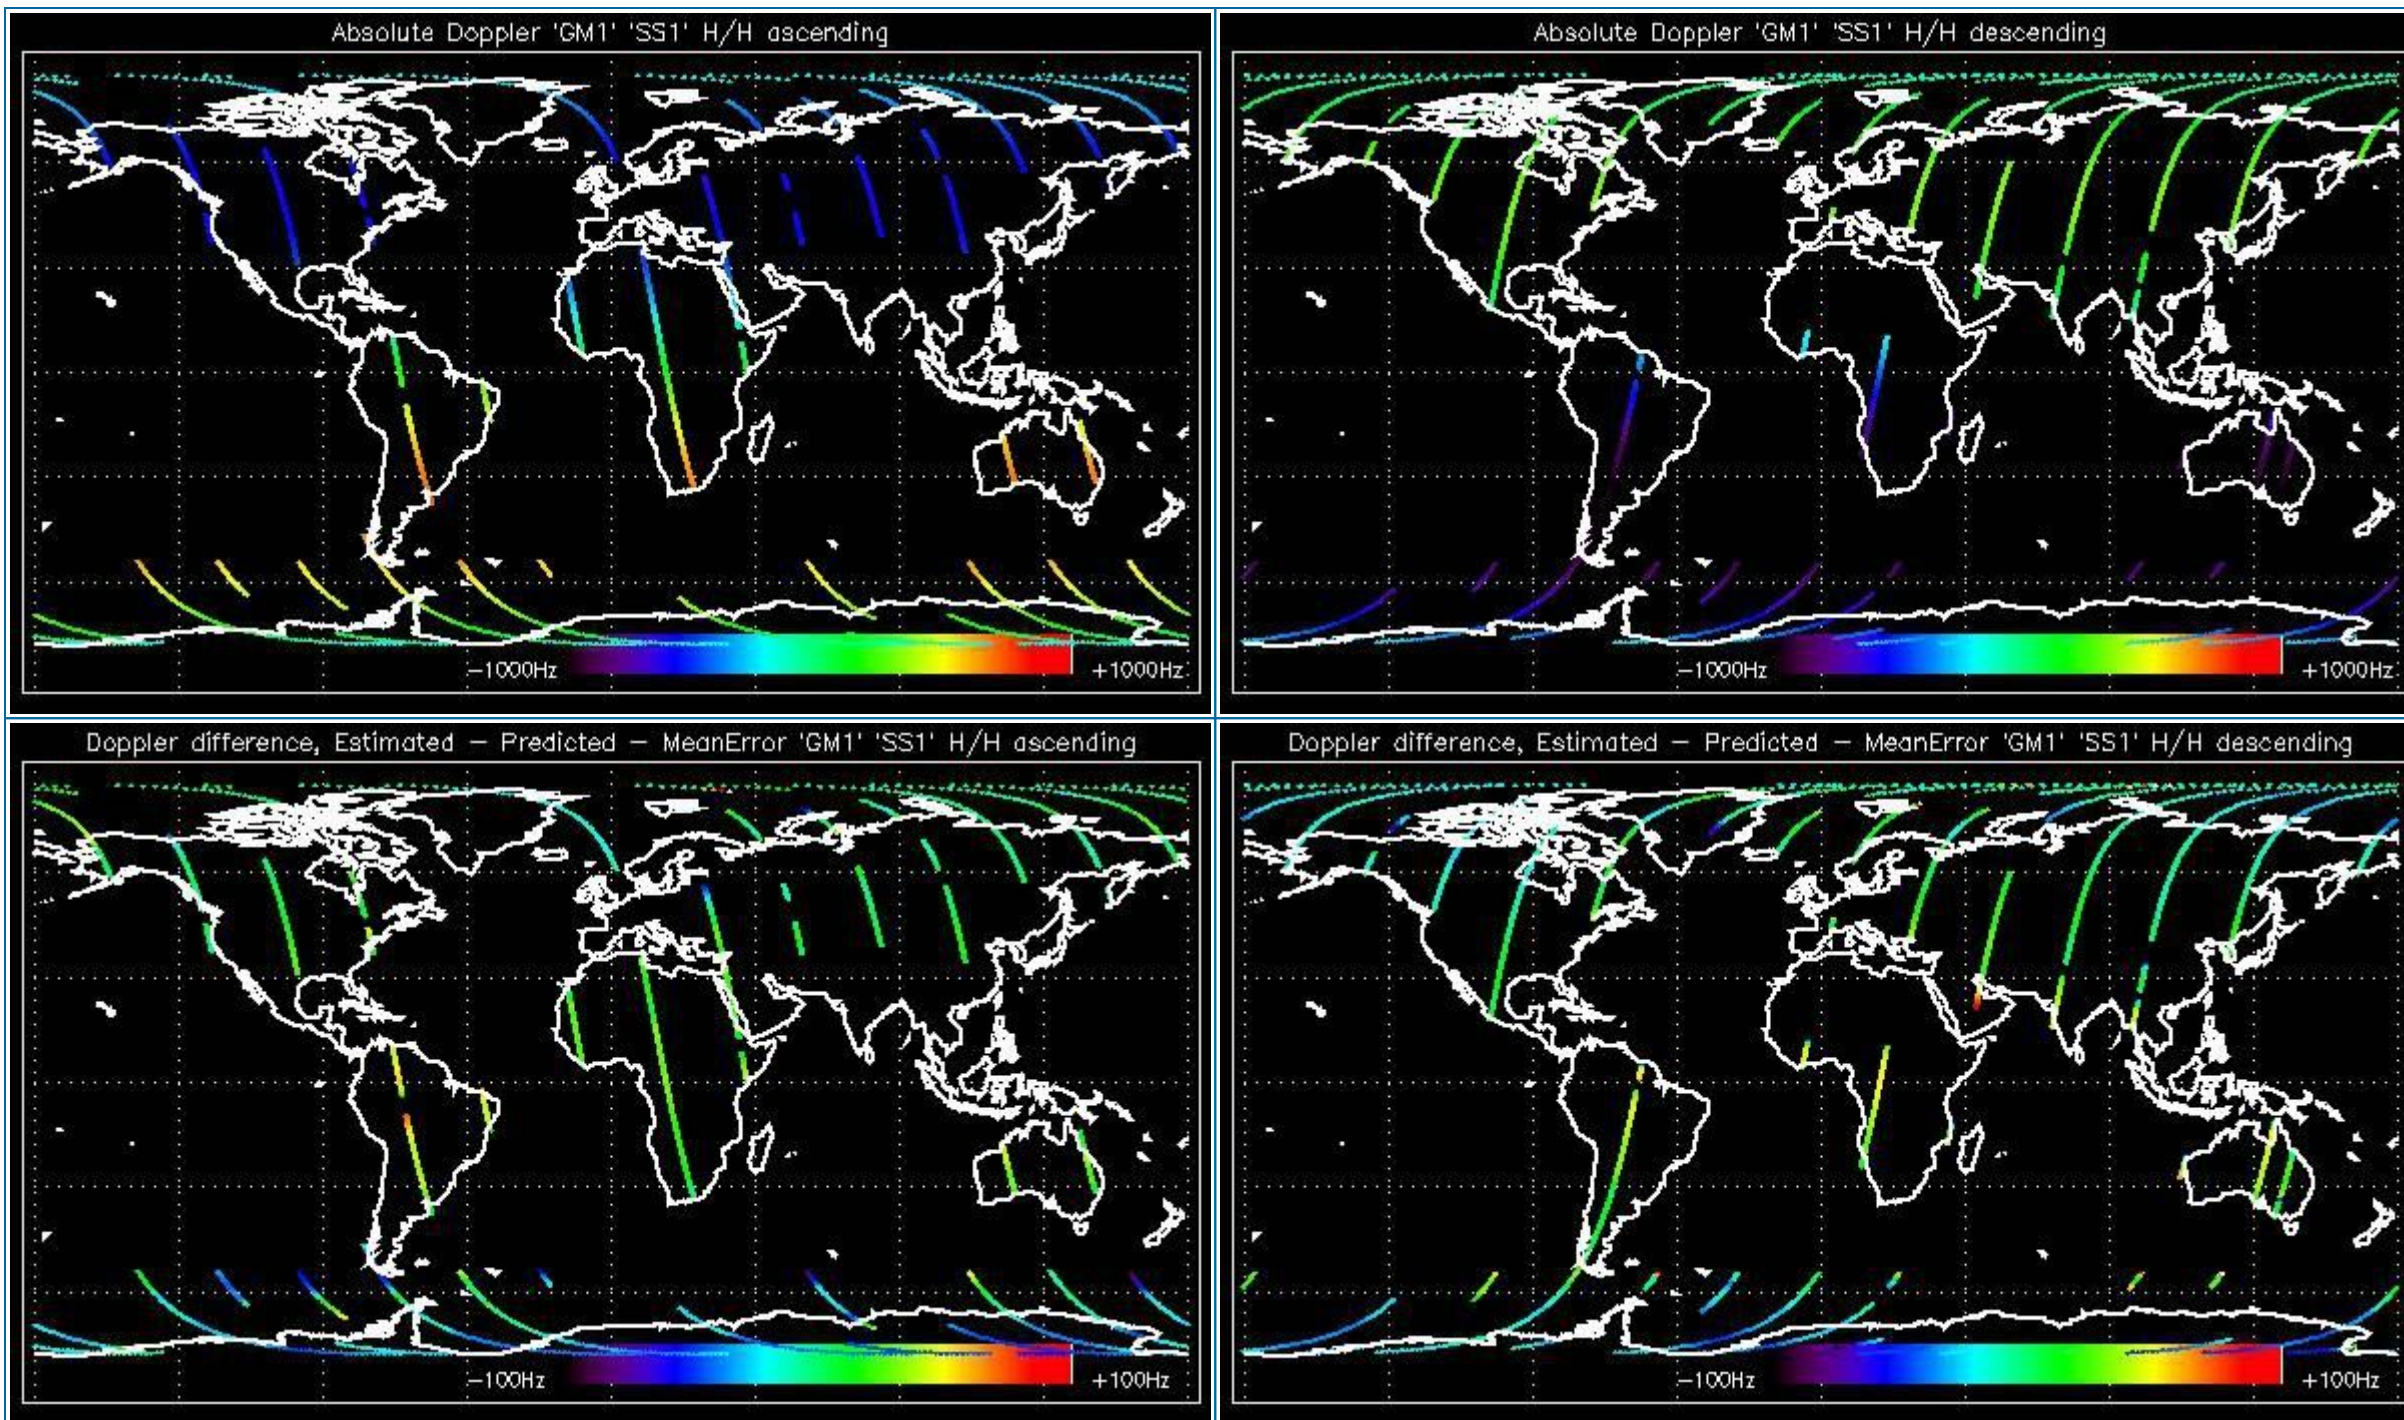 Absolute Doppler 'GM1' 'SS1' H/H ascending
−1000Hz
+1000Hz
Absolute Doppler 'GM1' 'SS1' H/H descending
−1000Hz
+1000Hz
Doppler difference, Estimated − Predicted − MeanError 'GM1' 'SS1' H/H ascending
−100Hz
+100Hz
Doppler difference, Estimated − Predicted − MeanError 'GM1' 'SS1' H/H descending
−100Hz
+100Hz